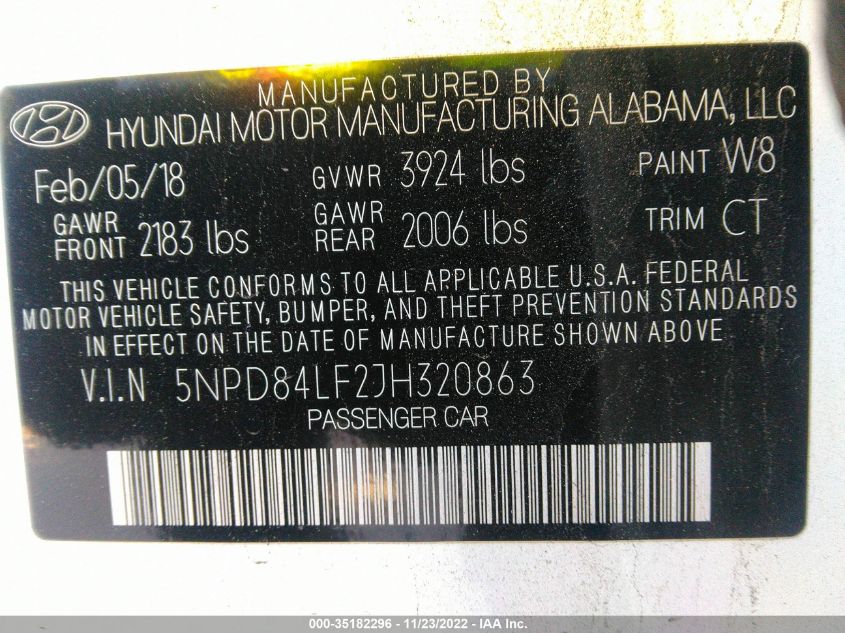 MANUFACTURED BY
HYUNDAI MOTOR MANUFACTURING ALABAMA, LLC
Feb/05/18 GVWR 3924 lbs PAINT W8
GAWR FRONT 2183 lbs GAWR REAR 2006 lbs TRIM CT
THIS VEHICLE CONFORMS TO ALL APPLICABLE U.S.A. FEDERAL
MOTOR VEHICLE SAFETY, BUMPER, AND THEFT PREVENTION STANDARDS
IN EFFECT ON THE DATE OF MANUFACTURE SHOWN ABOVE
V.I.N 5NPD84LF2JH320863
PASSENGER CAR
000-35182296 - 11/23/2022 - IAA Inc.